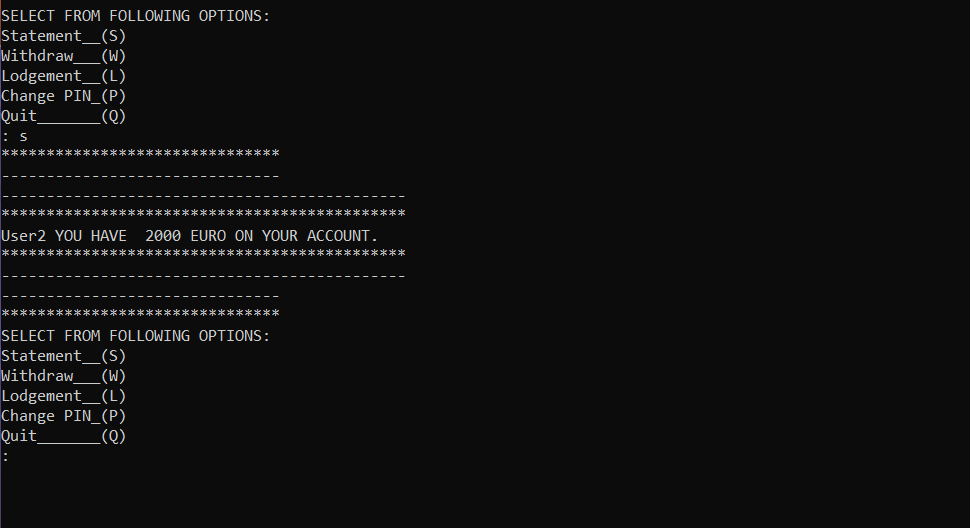 SELECT FROM FOLLOWING OPTIONS:
Statement__(S)
Withdraw___(W)
Lodgement__(L)
Change PIN_(P)
Quit_______(Q)
: s
*******************************
-------------------------------
---------------------------------------------
*********************************************
User2 YOU HAVE  2000 EURO ON YOUR ACCOUNT.
*********************************************
---------------------------------------------
-------------------------------
*******************************
SELECT FROM FOLLOWING OPTIONS:
Statement__(S)
Withdraw___(W)
Lodgement__(L)
Change PIN_(P)
Quit_______(Q)
: